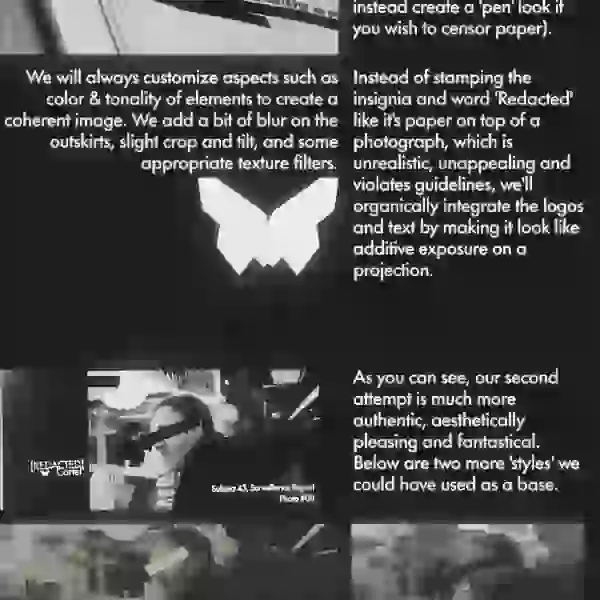 instead create a 'pen' look if
you wish to censor paper).
We will always customize aspects such as
color & tonality of elements to create a
coherent image. We add a bit of blur on the
outskirts, slight crop and tilt, and some
appropriate texture filters.
Instead of stamping the
insignia and word 'Redacted'
like it's paper on top of a
photograph, which is
unrealistic, unappealing and
violates guidelines, we'll
organically integrate the logos
and text by making it look like
additive exposure on a
projection.
As you can see, our second
attempt is much more
authentic, aesthetically
pleasing and fantastical.
Below are two more 'styles' we
could have used as a base.
[REDACTED]
Subject 43, Surveillance Report